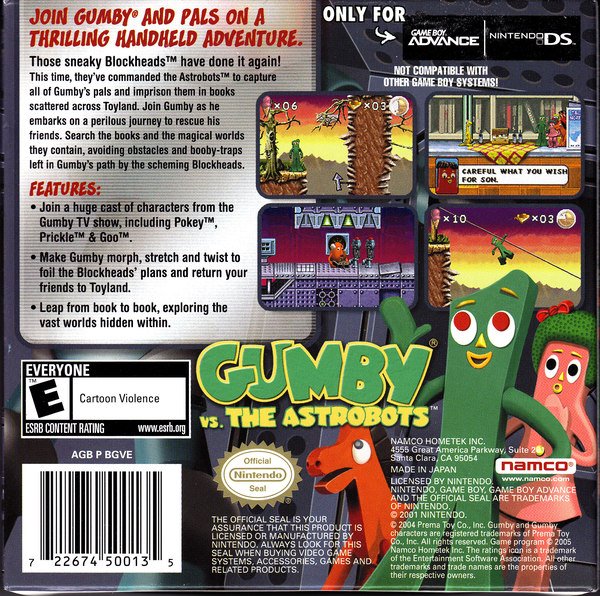 JOIN GUMBY® AND PALS ON A
THRILLING HANDHELD ADVENTURE.
Those sneaky Blockheads™ have done it again!
This time, they've commanded the Astrobots™ to capture
all of Gumby's pals and imprison them in books
scattered across Toyland. Join Gumby as he
embarks on a perilous journey to rescue his
friends. Search the books and the magical worlds
they contain, avoiding obstacles and booby-traps
left in Gumby's path by the scheming Blockheads.
FEATURES:
• Join a huge cast of characters from the
Gumby TV show, including Pokey™,
Prickle™ & Goo™.
• Make Gumby morph, stretch and twist to
foil the Blockheads' plans and return your
friends to Toyland.
• Leap from book to book, exploring the
vast worlds hidden within.
ONLY FOR
GAME BOY
ADVANCE
NINTENDO DS™
NOT COMPATIBLE WITH
OTHER GAME BOY SYSTEMS!
×06
×03
CAREFUL WHAT YOU WISH
FOR SON.
×10
×03
GUMBY®
VS. THE ASTROBOTS™
EVERYONE
E
™
Cartoon Violence
ESRB CONTENT RATING www.esrb.org
AGB P BGVE
7 22674 50013 5
Official
Nintendo
Seal
THE OFFICIAL SEAL IS YOUR
ASSURANCE THAT THIS PRODUCT IS
LICENSED OR MANUFACTURED BY
NINTENDO. ALWAYS LOOK FOR THIS
SEAL WHEN BUYING VIDEO GAME
SYSTEMS, ACCESSORIES, GAMES AND
RELATED PRODUCTS.
NAMCO HOMETEK INC.
4555 Great America Parkway, Suite 201
Santa Clara, CA 95054
MADE IN JAPAN
namco®
www.namco.com
LICENSED BY NINTENDO.
NINTENDO, GAME BOY, GAME BOY ADVANCE
AND THE OFFICIAL SEAL ARE TRADEMARKS
OF NINTENDO.
© 2001 NINTENDO.
© 2004 Prema Toy Co., Inc. Gumby and Gumby
characters are registered trademarks of Prema Toy
Co., Inc. All rights reserved. Game program © 2005
Namco Hometek Inc. The ratings icon is a trademark
of the Entertainment Software Association. All other
trademarks and trade names are the properties of
their respective owners.